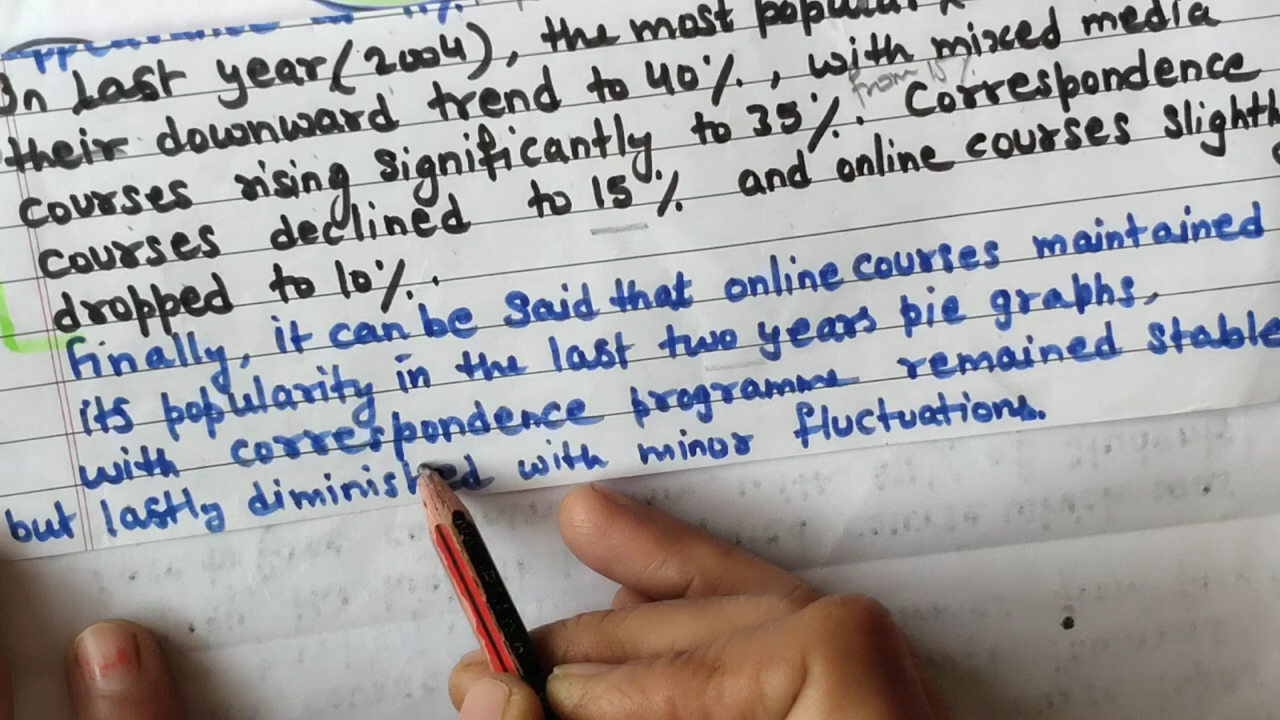 In Last year (2004), the most popular
their downward trend to 40%., with mixed media
courses rising significantly to 35%. from 15% Correspondence
courses declined to 15% and online courses slighth
dropped to 10%.
Finally, it can be said that online courses maintained
its popularity in the last two years pie graphs,
with correspondence programme remained stable
but lastly diminished with minor fluctuations.